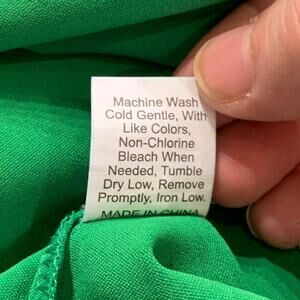 Machine Wash
Cold Gentle, With
Like Colors,
Non-Chlorine
Bleach When
Needed, Tumble
Dry Low, Remove
Promptly, Iron Low.
MADE IN CHINA